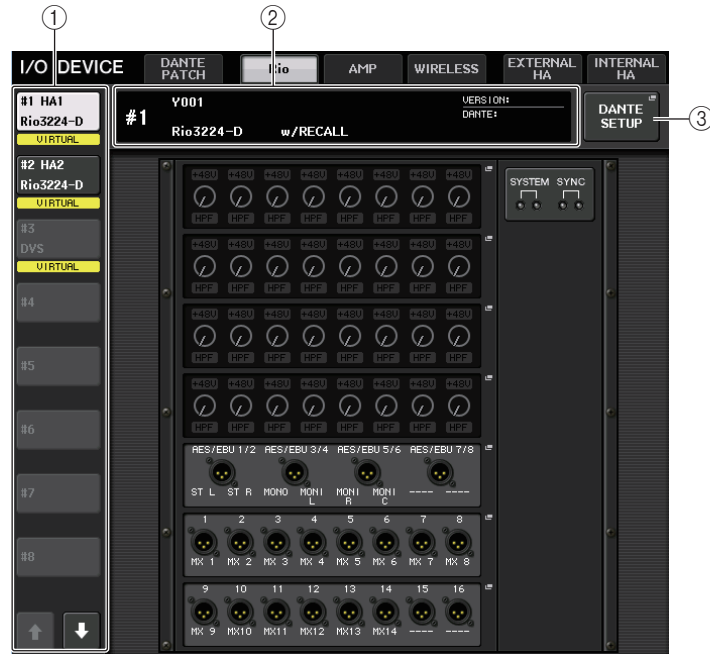 1 2
I/O DEVICE DANTE PATCH Rio AMP WIRELESS EXTERNAL HA INTERNAL HA
#1 HA1
Rio3224-D
VIRTUAL
#2 HA2
Rio3224-D
VIRTUAL
#3
DVS
VIRTUAL
#4
#5
#6
#7
#8
#1
Y001
Rio3224-D w/RECALL
VERSION:
DANTE:
DANTE SETUP
3
+48V +48V +48V +48V +48V +48V +48V +48V
HPF HPF HPF HPF HPF HPF HPF HPF
+48V +48V +48V +48V +48V +48V +48V +48V
HPF HPF HPF HPF HPF HPF HPF HPF
+48V +48V +48V +48V +48V +48V +48V +48V
HPF HPF HPF HPF HPF HPF HPF HPF
+48V +48V +48V +48V +48V +48V +48V +48V
HPF HPF HPF HPF HPF HPF HPF HPF
SYSTEM SYNC
AES/EBU 1/2 AES/EBU 3/4 AES/EBU 5/6 AES/EBU 7/8
ST L ST R MONO MONI L MONI R MONI C ---- ----
1 2 3 4 5 6 7 8
MX 1 MX 2 MX 3 MX 4 MX 5 MX 6 MX 7 MX 8
9 10 11 12 13 14 15 16
MX 9 MX10 MX11 MX12 MX13 MX14 ---- ----